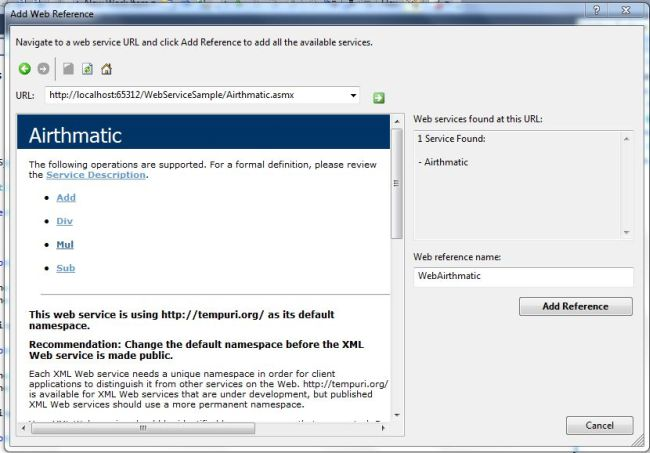 Add Web Reference
Navigate to a web service URL and click Add Reference to add all the available services.
URL: http://localhost:65312/WebServiceSample/Airthmatic.asmx
Airthmatic
The following operations are supported. For a formal definition, please review
the Service Description.
Add
Div
Mul
Sub
This web service is using http://tempuri.org/ as its default
namespace.
Recommendation: Change the default namespace before the XML
Web service is made public.
Each XML Web service needs a unique namespace in order for client
applications to distinguish it from other services on the Web. http://tempuri.org/
is available for XML Web services that are under development, but published
XML Web services should use a more permanent namespace.
Web services found at this URL:
1 Service Found:
- Airthmatic
Web reference name:
WebAirthmatic
Add Reference
Cancel